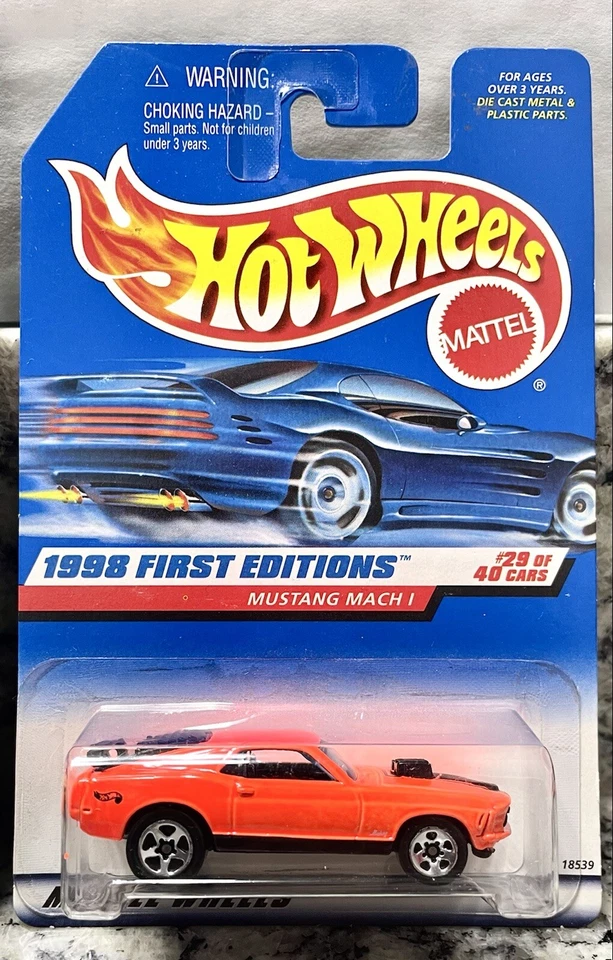 ⚠ WARNING:
CHOKING HAZARD –
Small parts. Not for children
under 3 years.
FOR AGES
OVER 3 YEARS.
DIE CAST METAL &
PLASTIC PARTS.
HOT WHEELS
MATTEL
®
1998 FIRST EDITIONS™
#29 OF
40 CARS
MUSTANG MACH I
18539
WHEELS